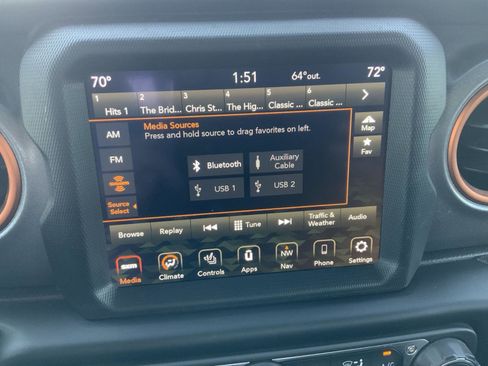 70° 1:51 64°out. 72°
1 2 3 4 5 6
Hits 1 The Brid... Chris St... The Hig... Classic ... Classic ...
Media Sources
Press and hold source to drag favorites on left.
AM
FM
Source
Select
Bluetooth
Auxiliary
Cable
USB 1
USB 2
Map
Fav
Browse Replay Tune Traffic &
Weather Audio
NW
Media Climate Controls Apps Nav Phone Settings